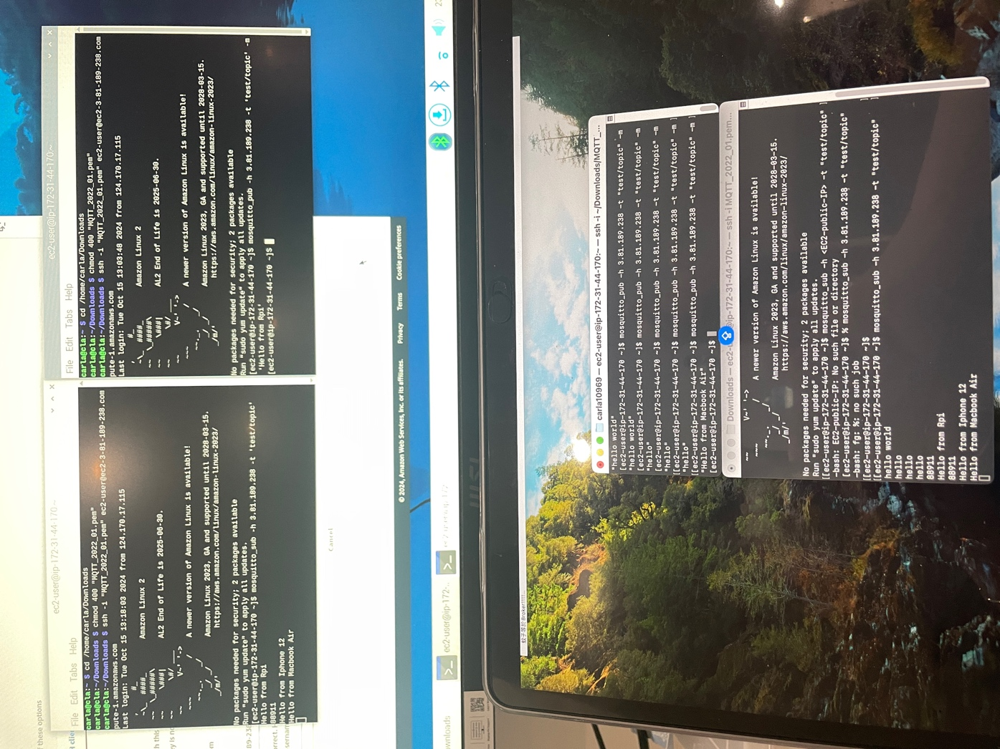 ec2-user@ip-172-31-44-170:~
File Edit Tabs Help
carla@cla:~ $ cd /home/carla/Downloads
carla@cla:~/Downloads $ chmod 400 "MQTT_2022_01.pem"
carla@cla:~/Downloads $ ssh -i "MQTT_2022_01.pem" ec2-user@ec2-3-81-189-238.com
pute-1.amazonaws.com
Last login: Tue Oct 15 13:18:03 2024 from 124.170.17.115
Amazon Linux 2
AL2 End of Life is 2025-06-30.
A newer version of Amazon Linux is available!
Amazon Linux 2023, GA and supported until 2028-03-15.
https://aws.amazon.com/linux/amazon-linux-2023/
No packages needed for security; 2 packages available
Run "sudo yum update" to apply all updates.
[ec2-user@ip-172-31-44-170 ~]$ mosquitto_sub -h 3.81.189.238 -t 'test/topic'
Hello from Rpi
88911
Hello from Iphone 12
Hello from Macbook Air
ec2-user@ip-172-31-44-170:~
File Edit Tabs Help
carla@cla:~ $ cd /home/carla/Downloads
carla@cla:~/Downloads $ chmod 400 "MQTT_2022_01.pem"
carla@cla:~/Downloads $ ssh -i "MQTT_2022_01.pem" ec2-user@ec2-3-81-189-238.com
pute-1.amazonaws.com
Last login: Tue Oct 15 13:03:48 2024 from 124.170.17.115
Amazon Linux 2
AL2 End of Life is 2025-06-30.
A newer version of Amazon Linux is available!
Amazon Linux 2023, GA and supported until 2028-03-15.
https://aws.amazon.com/linux/amazon-linux-2023/
No packages needed for security; 2 packages available
Run "sudo yum update" to apply all updates.
[ec2-user@ip-172-31-44-170 ~]$ mosquitto_pub -h 3.81.189.238 -t 'test/topic' -m
'Hello from Rpi'
[ec2-user@ip-172-31-44-170 ~]$
these options
Cancel
© 2024, Amazon Web Services, Inc. or its affiliates. Privacy Terms Cookie preferences
ownloads
ec2-user@ip-172-...
msi
carla10969 — ec2-user@ip-172-31-44-170:~ — ssh -i ~/Downloads/MQTT_...
"hello world"
[ec2-user@ip-172-31-44-170 ~]$ mosquitto_pub -h 3.81.189.238 -t "test/topic" -m
"hello world"
[ec2-user@ip-172-31-44-170 ~]$ mosquitto_pub -h 3.81.189.238 -t "test/topic" -m
"hello"
[ec2-user@ip-172-31-44-170 ~]$ mosquitto_pub -h 3.81.189.238 -t "test/topic" -m
"hello"
[ec2-user@ip-172-31-44-170 ~]$ mosquitto_pub -h 3.81.189.238 -t "test/topic" -m
"hello"
[[ec2-user@ip-172-31-44-170 ~]$ mosquitto_pub -h 3.81.189.238 -t "test/topic" -m]
"Hello from Macbook Air"
[ec2-user@ip-172-31-44-170 ~]$
Downloads — ec2-user@ip-172-31-44-170:~ — ssh -i MQTT_2022_01.pem...
A newer version of Amazon Linux is available!
Amazon Linux 2023, GA and supported until 2028-03-15.
https://aws.amazon.com/linux/amazon-linux-2023/
No packages needed for security; 2 packages available
Run "sudo yum update" to apply all updates.
[[ec2-user@ip-172-31-44-170 ~]$ mosquitto_sub -h <EC2-public-IP> -t "test/topic" ]
-bash: EC2-public-IP: No such file or directory
[ec2-user@ip-172-31-44-170 ~]$ % mosquitto_sub -h 3.81.189.238 -t "test/topic"
-bash: fg: %: no such job
[[ec2-user@ip-172-31-44-170 ~]$ ]
[[ec2-user@ip-172-31-44-170 ~]$ mosquitto_sub -h 3.81.189.238 -t "test/topic" ]
hello world
hello
hello
hello
88911
Hello from Rpi
88911
Hello from Iphone 12
Hello from Macbook Air